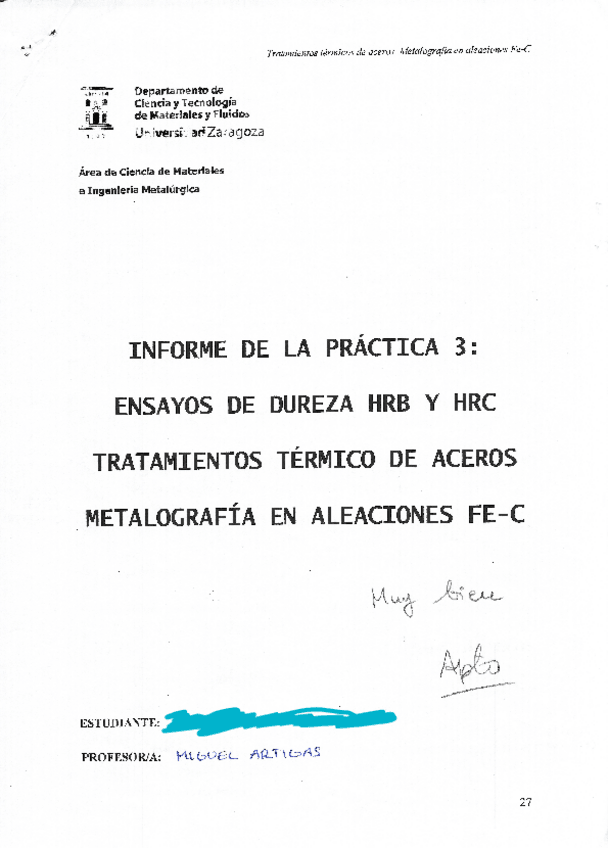 Tratamientos térmicos de aceros. Metalografía en aleaciones Fe-C
Departamento de
Ciencia y Tecnología
de Materiales y Fluidos
Universidad Zaragoza
Área de Ciencia de Materiales
e Ingeniería Metalúrgica
INFORME DE LA PRÁCTICA 3:
ENSAYOS DE DUREZA HRB Y HRC
TRATAMIENTOS TÉRMICO DE ACEROS
METALOGRAFÍA EN ALEACIONES FE-C
Muy bien
Apto
ESTUDIANTE:
PROFESOR/A: MIGUEL ARTIGAS
27